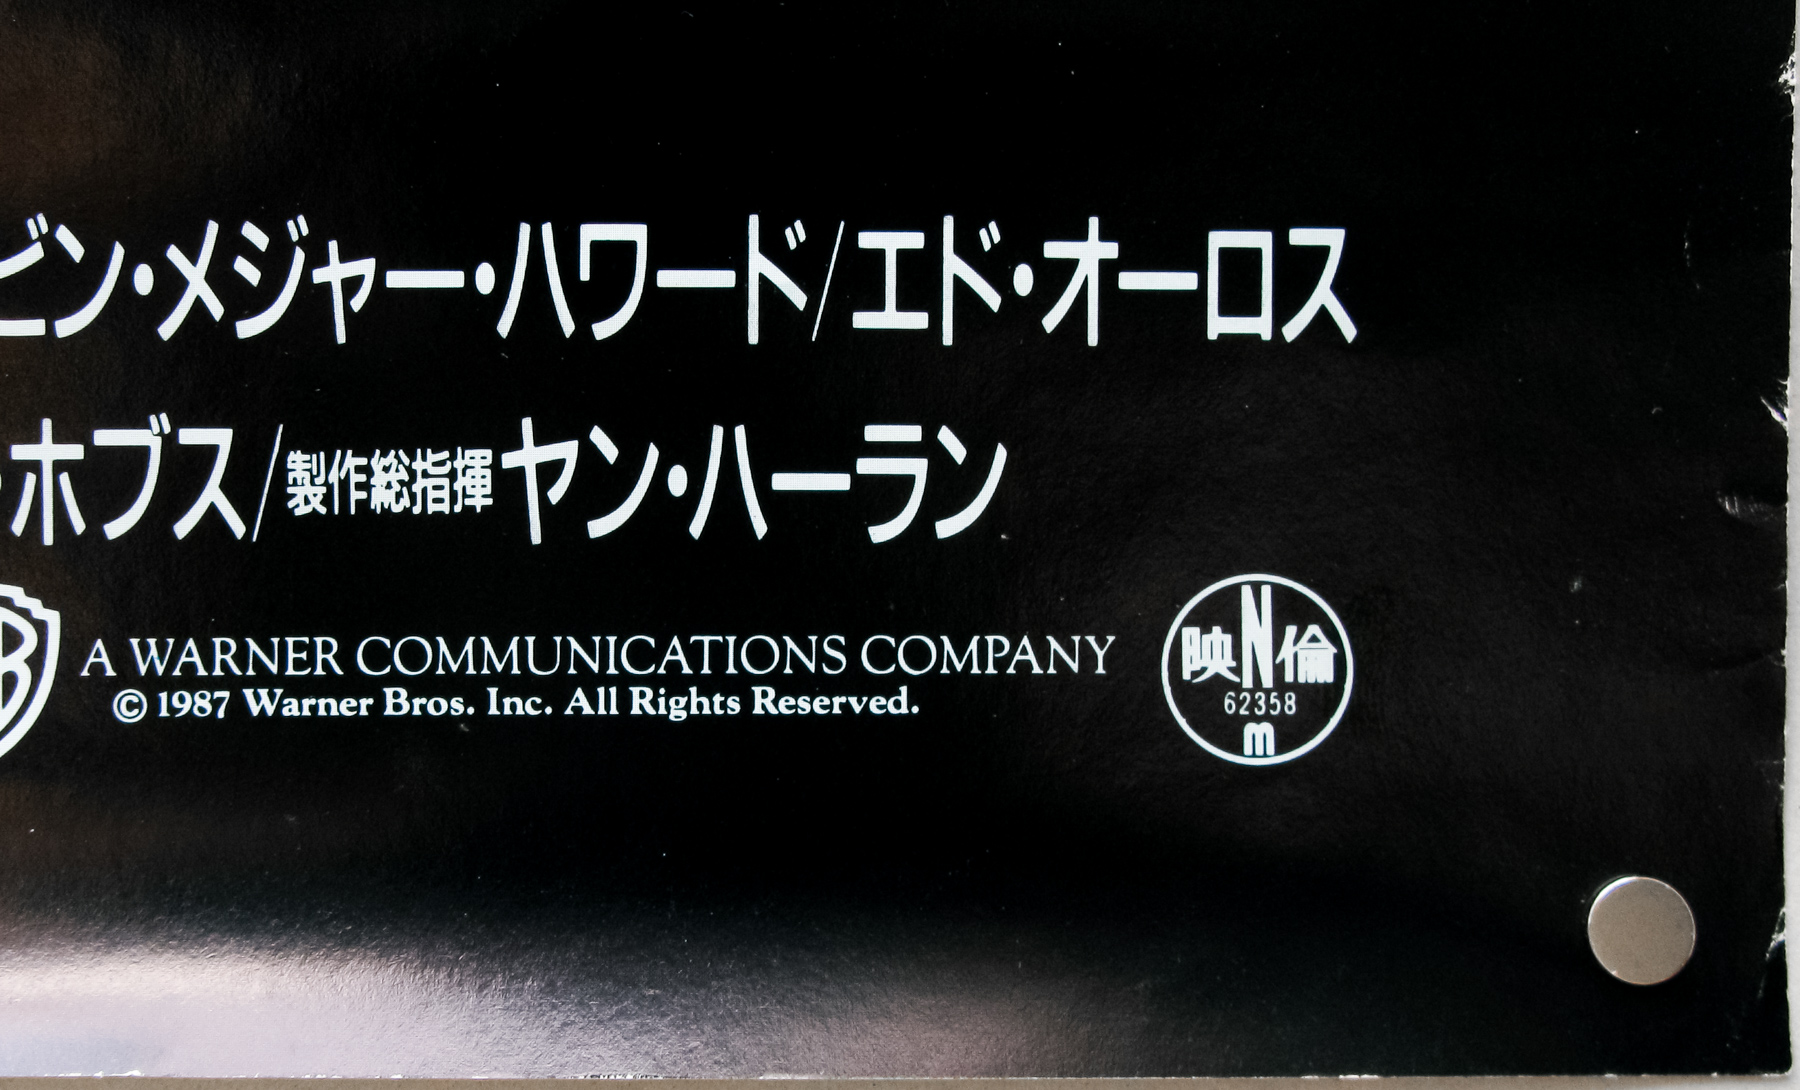 ビン・メジャー・ハワード/エド・オーロス
・ホブス/製作総指揮ヤン・ハーラン
B A WARNER COMMUNICATIONS COMPANY
© 1987 Warner Bros. Inc. All Rights Reserved.
映N倫
62358
m